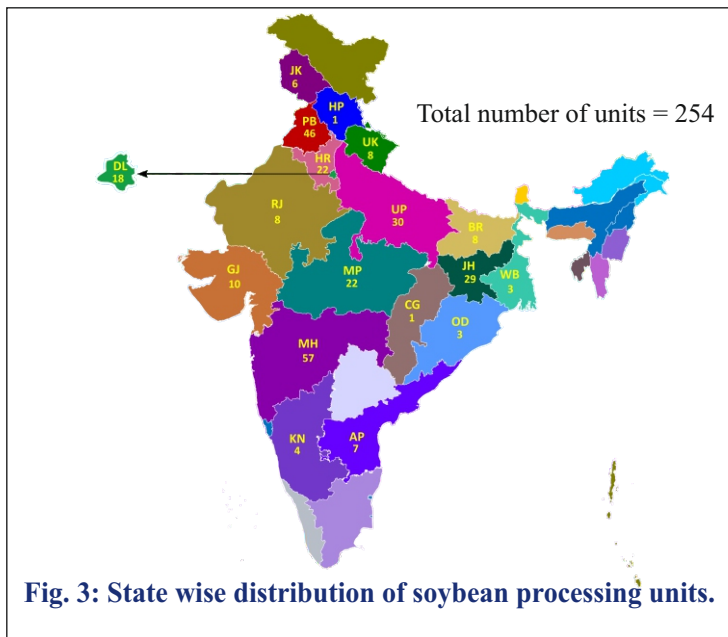 JK
6
HP
1
Total number of units = 254
PB
46
UK
8
HR
22
DL
18
RJ
8
UP
30
BR
8
GJ
10
MP
22
JH
29
WB
3
CG
1
OD
3
MH
57
KN
4
AP
7
Fig. 3: State wise distribution of soybean processing units.